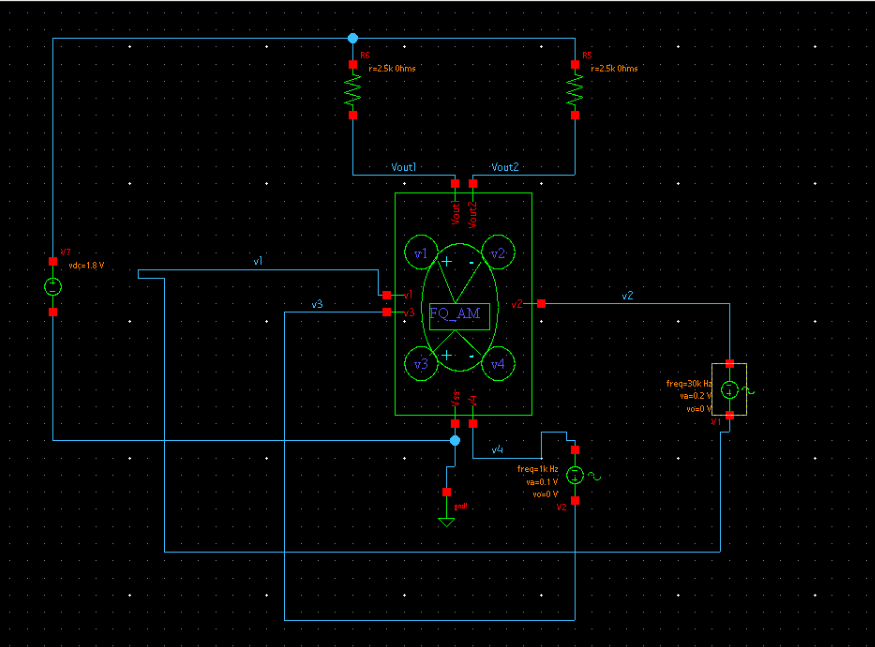 R6
r=2.5k Ohms
R5
r=2.5k Ohms
Vout1
Vout2
Vout
Vout2
V7
vdc=1.8 V
v1
v1
v2
+
-
v1
v3
v3
FQ_AM
v2
v2
+
-
v3
v4
freq=30k Hz
va=0.2 V
vo=0 V
V1
Vss
v4
v4
freq=1k Hz
va=0.1 V
vo=0 V
V2
gnd!